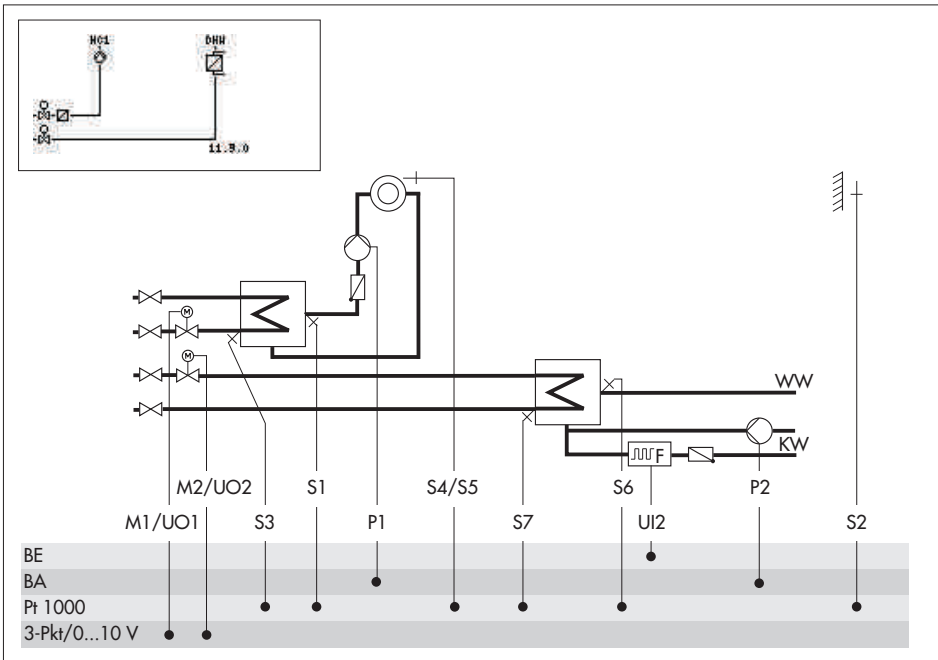 HC1 DHW
11.9.0
M
M
WW
KW
F
M2/UO2 S1 S4/S5 S6 P2
M1/UO1 S3 P1 S7 UI2 S2
BE
BA
Pt 1000
3-Pkt/0...10 V